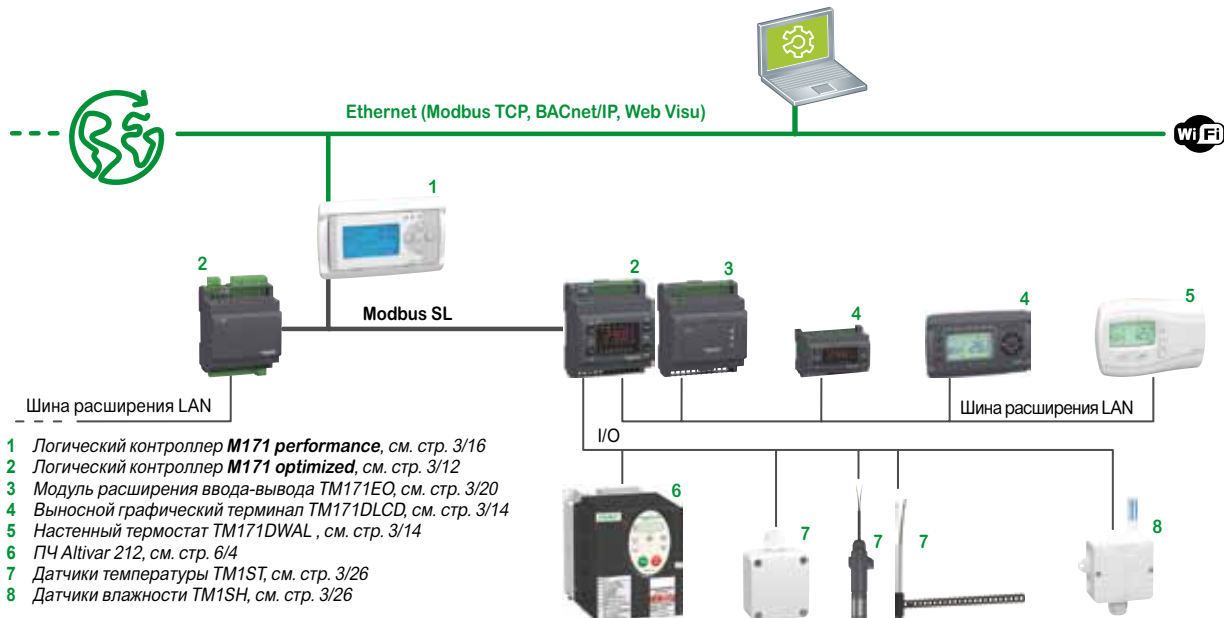 Ethernet (Modbus TCP, BACnet/IP, Web Visu)
Wi Fi
1
2
Modbus SL
2
3
4
4
5
Шина расширения LAN
Шина расширения LAN
I/O
1 Логический контроллер M171 performance, см. стр. 3/16
2 Логический контроллер M171 optimized, см. стр. 3/12
3 Модуль расширения ввода-вывода TM171EO, см. стр. 3/20
4 Выносной графический терминал TM171DLCD, см. стр. 3/14
5 Настенный термостат TM171DWAL , см. стр. 3/14
6 ПЧ Altivar 212, см. стр. 6/4
7 Датчики температуры TM1ST, см. стр. 3/26
8 Датчики влажности TM1SH, см. стр. 3/26
6
7
7
7
8